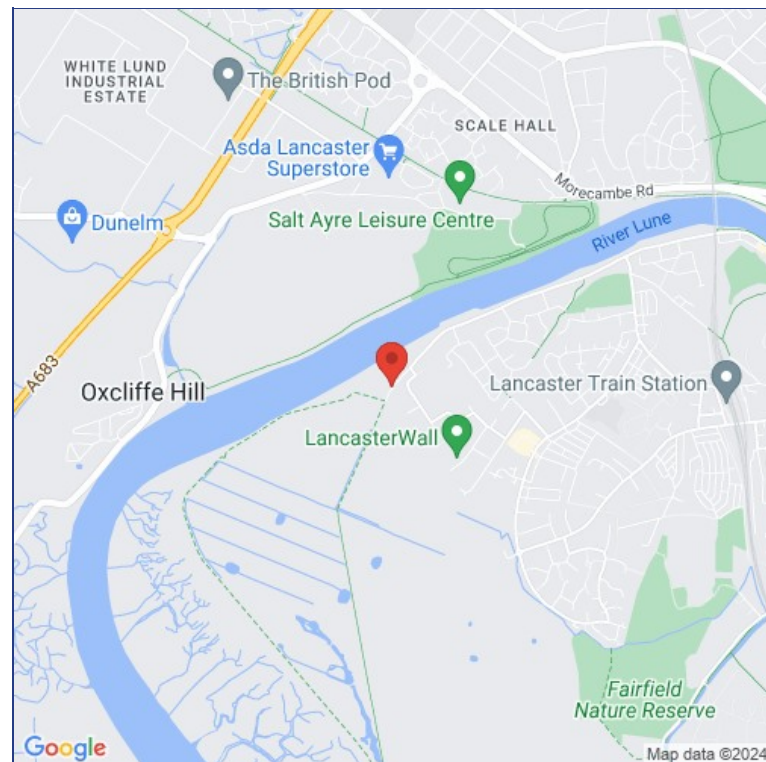 WHITE LUND
INDUSTRIAL
ESTATE
The British Pod
SCALE HALL
Asda Lancaster
Superstore
Morecambe Rd
Dunelm
Salt Ayre Leisure Centre
River Lune
A683
Oxcliffe Hill
Lancaster Train Station
LancasterWall
Fairfield
Nature Reserve
Google
Map data ©2024